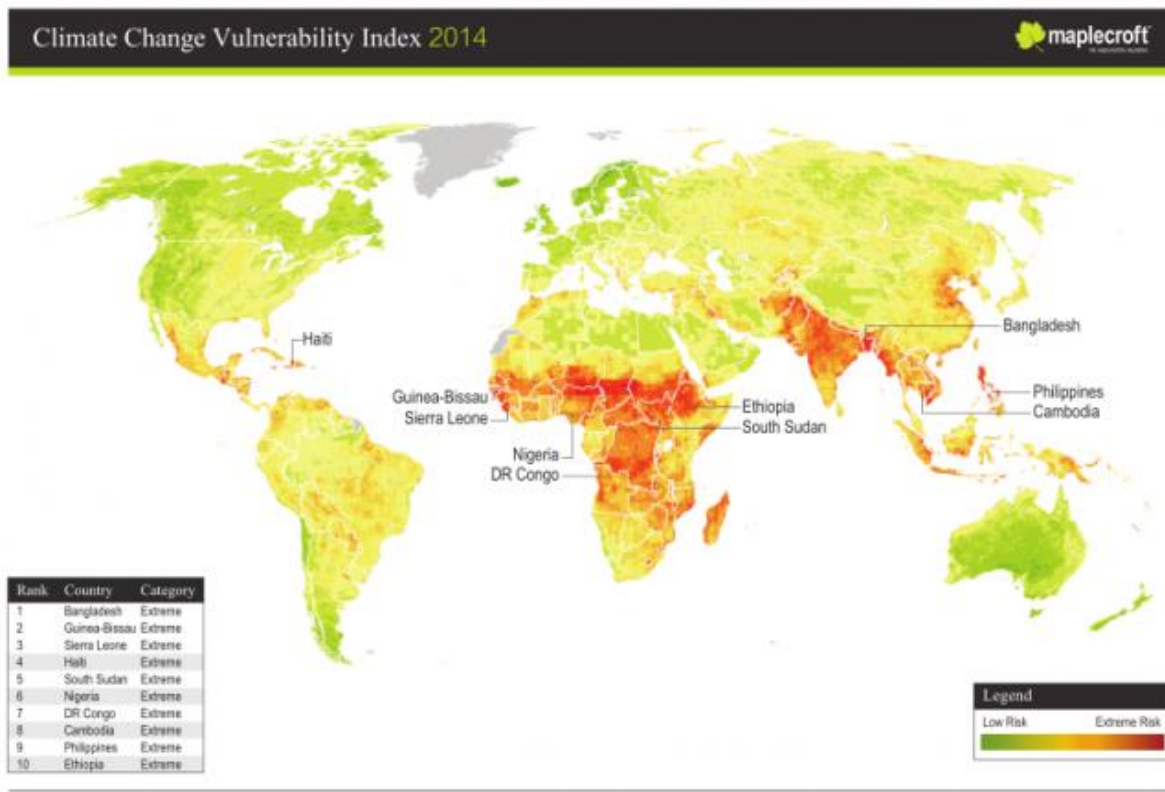 Climate Change Vulnerability Index 2014
maplecroft
Haiti
Bangladesh
Guinea-Bissau
Sierra Leone
Ethiopia
South Sudan
Philippines
Cambodia
Nigeria
DR Congo
Rank Country Category
1 Bangladesh Extreme
2 Guinea-Bissau Extreme
3 Sierra Leone Extreme
4 Haiti Extreme
5 South Sudan Extreme
6 Nigeria Extreme
7 DR Congo Extreme
8 Cambodia Extreme
9 Philippines Extreme
10 Ethiopia Extreme
Legend
Low Risk Extreme Risk